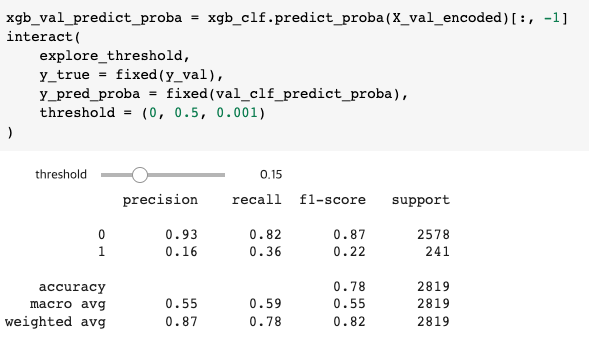 xgb_val_predict_proba = xgb_clf.predict_proba(X_val_encoded)[:, -1]
interact(
    explore_threshold,
    y_true = fixed(y_val),
    y_pred_proba = fixed(val_clf_predict_proba),
    threshold = (0, 0.5, 0.001)
)
threshold 0.15
precision recall f1-score support
0 0.93 0.82 0.87 2578
1 0.16 0.36 0.22 241
accuracy 0.78 2819
macro avg 0.55 0.59 0.55 2819
weighted avg 0.87 0.78 0.82 2819